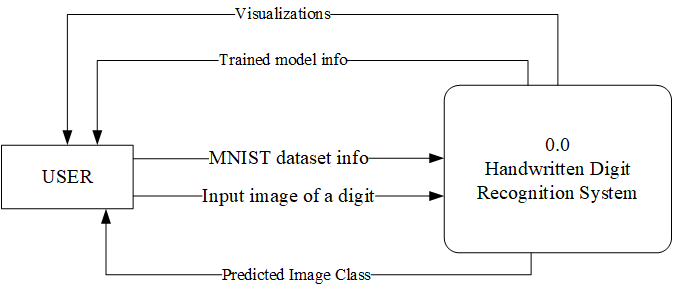 Visualizations
Trained model info
MNIST dataset info
Input image of a digit
Predicted Image Class
USER
0.0
Handwritten Digit
Recognition System